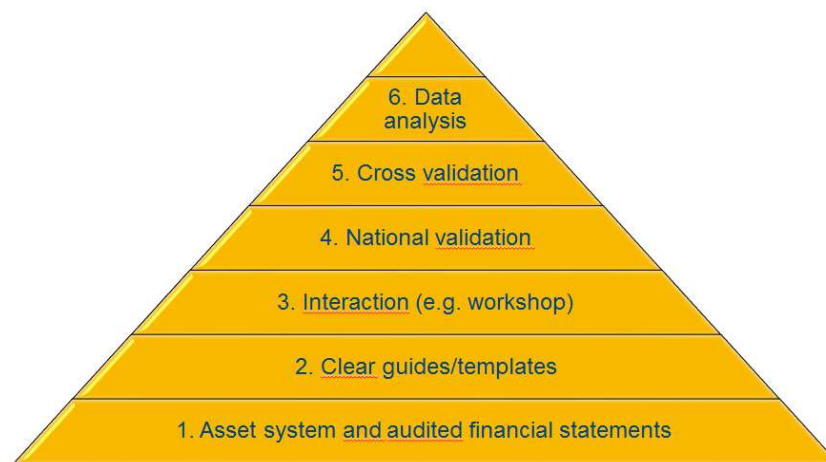 6. Data
analysis
5. Cross validation
4. National validation
3. Interaction (e.g. workshop)
2. Clear guides/templates
1. Asset system and audited financial statements